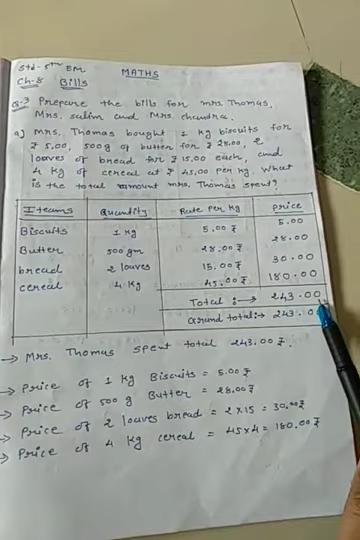 Std-5th EM
MATHS
Ch-8 Bills
Q-3 Prepare the bills for mrs. Thomas,
Mrs. salim and Mrs. chandra.
a) Mrs. Thomas bought 1 kg biscuits for
₹ 5.00, 500g of butter for ₹ 28.00, 2
loaves of bread for ₹ 15.00 each, and
4 kg of cereal at ₹ 45.00 per kg. What
is the total amount mrs. Thomas spent?
Iteams Quantity Rate Per kg Price
Biscuits 1 kg 5.00 ₹ 5.00
Butter 500 gm 28.00 ₹ 28.00
bread 2 loaves 15.00 ₹ 30.00
cereal 4 kg 45.00 ₹ 180.00
Total :→ 243.00
Grand total:→ 243.0
→ Mrs. Thomas spent total 243.00 ₹.
→ Price of 1 kg Biscuits = 5.00 ₹
→ Price of 500 g Butter = 28.00 ₹
→ Price of 2 loaves bread = 2 x 15 = 30.00 ₹
→ Price of 4 kg cereal = 45 x 4 = 180.00 ₹